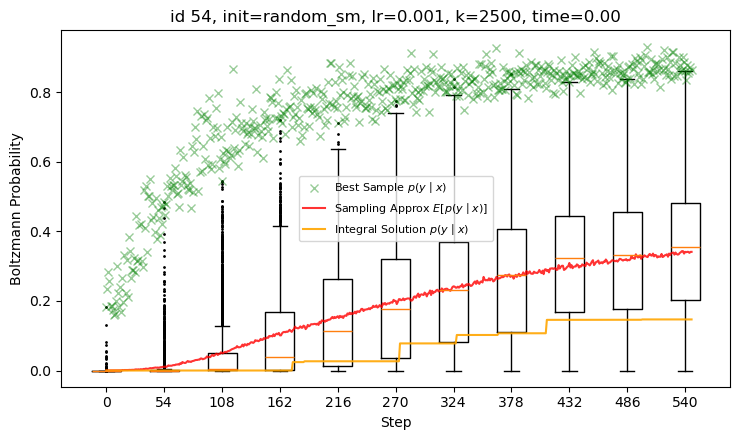 id 54, init=random_sm, lr=0.001, k=2500, time=0.00
Boltzmann Probability
0.8
0.6
0.4
0.2
0.0
Best Sample p(y | x)
Sampling Approx E[p(y | x)]
Integral Solution p(y | x)
0 54 108 162 216 270 324 378 432 486 540
Step